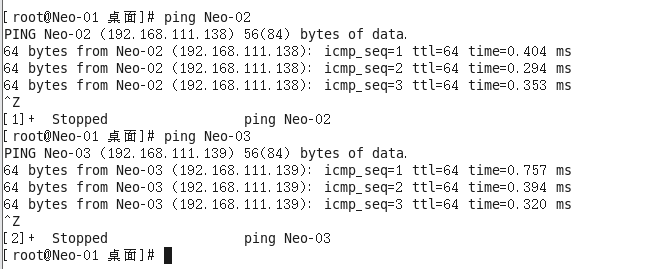 [root@Neo-01 桌面]# ping Neo-02
PING Neo-02 (192.168.111.138) 56(84) bytes of data.
64 bytes from Neo-02 (192.168.111.138): icmp_seq=1 ttl=64 time=0.404 ms
64 bytes from Neo-02 (192.168.111.138): icmp_seq=2 ttl=64 time=0.294 ms
64 bytes from Neo-02 (192.168.111.138): icmp_seq=3 ttl=64 time=0.353 ms
^Z
[1]+  Stopped                 ping Neo-02
[root@Neo-01 桌面]# ping Neo-03
PING Neo-03 (192.168.111.139) 56(84) bytes of data.
64 bytes from Neo-03 (192.168.111.139): icmp_seq=1 ttl=64 time=0.757 ms
64 bytes from Neo-03 (192.168.111.139): icmp_seq=2 ttl=64 time=0.394 ms
64 bytes from Neo-03 (192.168.111.139): icmp_seq=3 ttl=64 time=0.320 ms
^Z
[2]+  Stopped                 ping Neo-03
[root@Neo-01 桌面]#